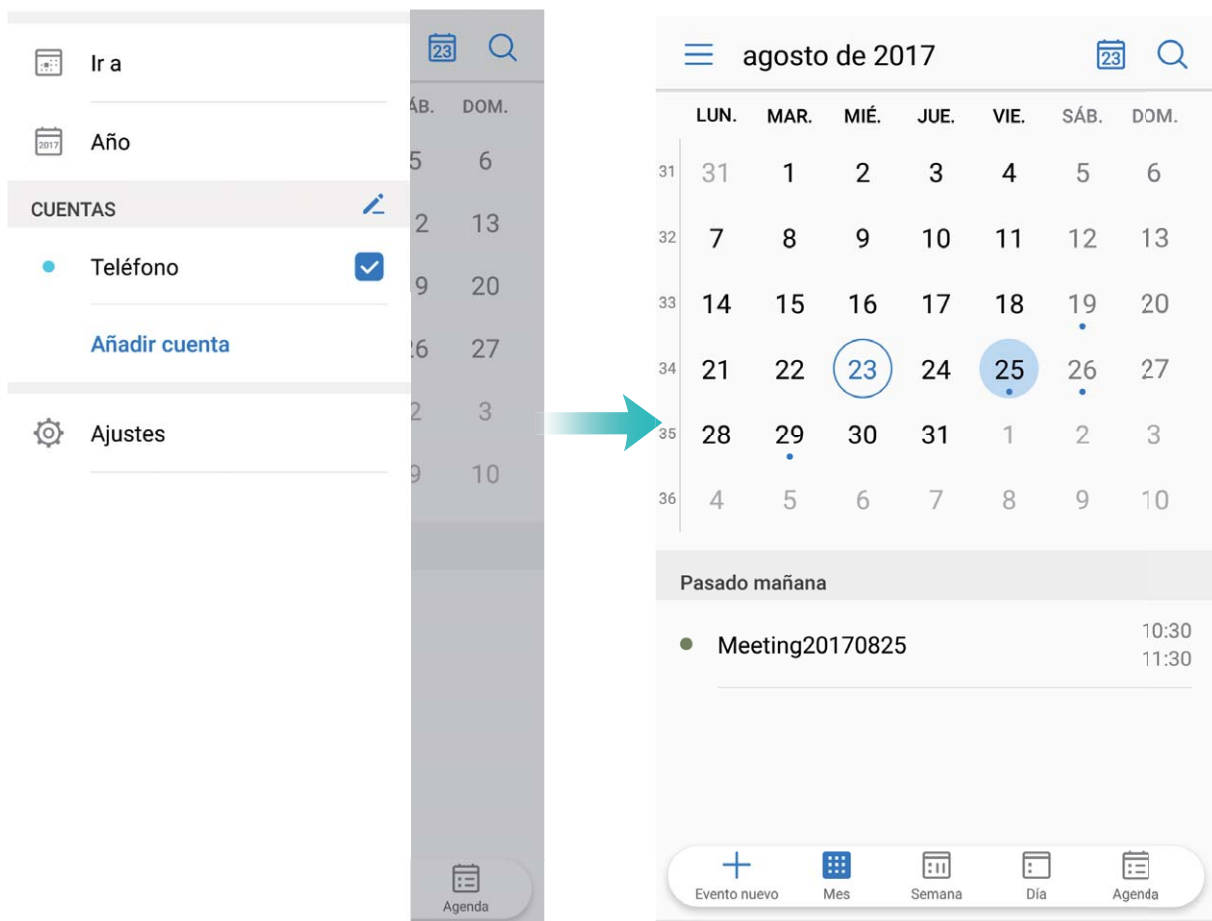 Ir a
2017
Año
CUENTAS
Teléfono
Añadir cuenta
Ajustes
23
ÁB. DOM.
5 6
2 13
9 20
26 27
2 3
9 10
Agenda
agosto de 2017 23
LUN. MAR. MIÉ. JUE. VIE. SÁB. DOM.
31 31 1 2 3 4 5 6
32 7 8 9 10 11 12 13
33 14 15 16 17 18 19 20
34 21 22 23 24 25 26 27
35 28 29 30 31 1 2 3
36 4 5 6 7 8 9 10
Pasado mañana
Meeting20170825 10:30
11:30
Evento nuevo Mes Semana Día Agenda